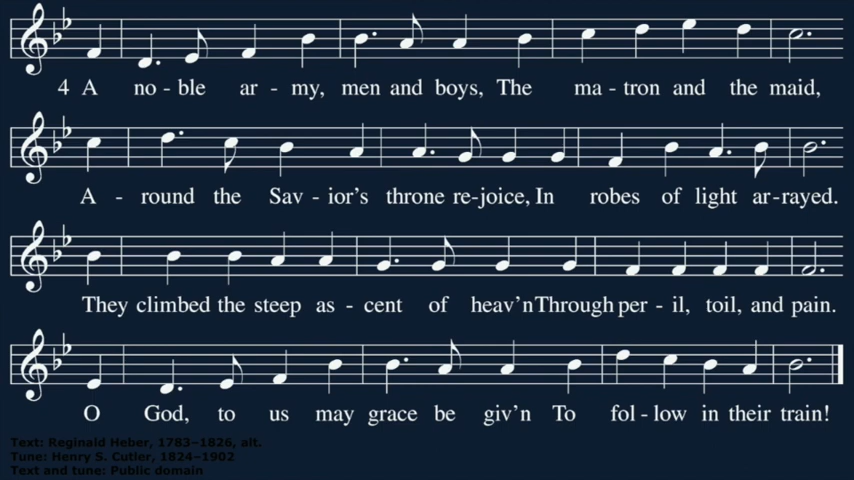 4 A no - ble ar - my, men and boys, The ma - tron and the maid,
A - round the Sav - ior's throne re-joice, In robes of light ar-rayed.
They climbed the steep as - cent of heav'n Through per - il, toil, and pain.
O God, to us may grace be giv'n To fol - low in their train!
Text: Reginald Heber, 1783–1826, alt.
Tune: Henry S. Cutler, 1824–1902
Text and tune: Public domain